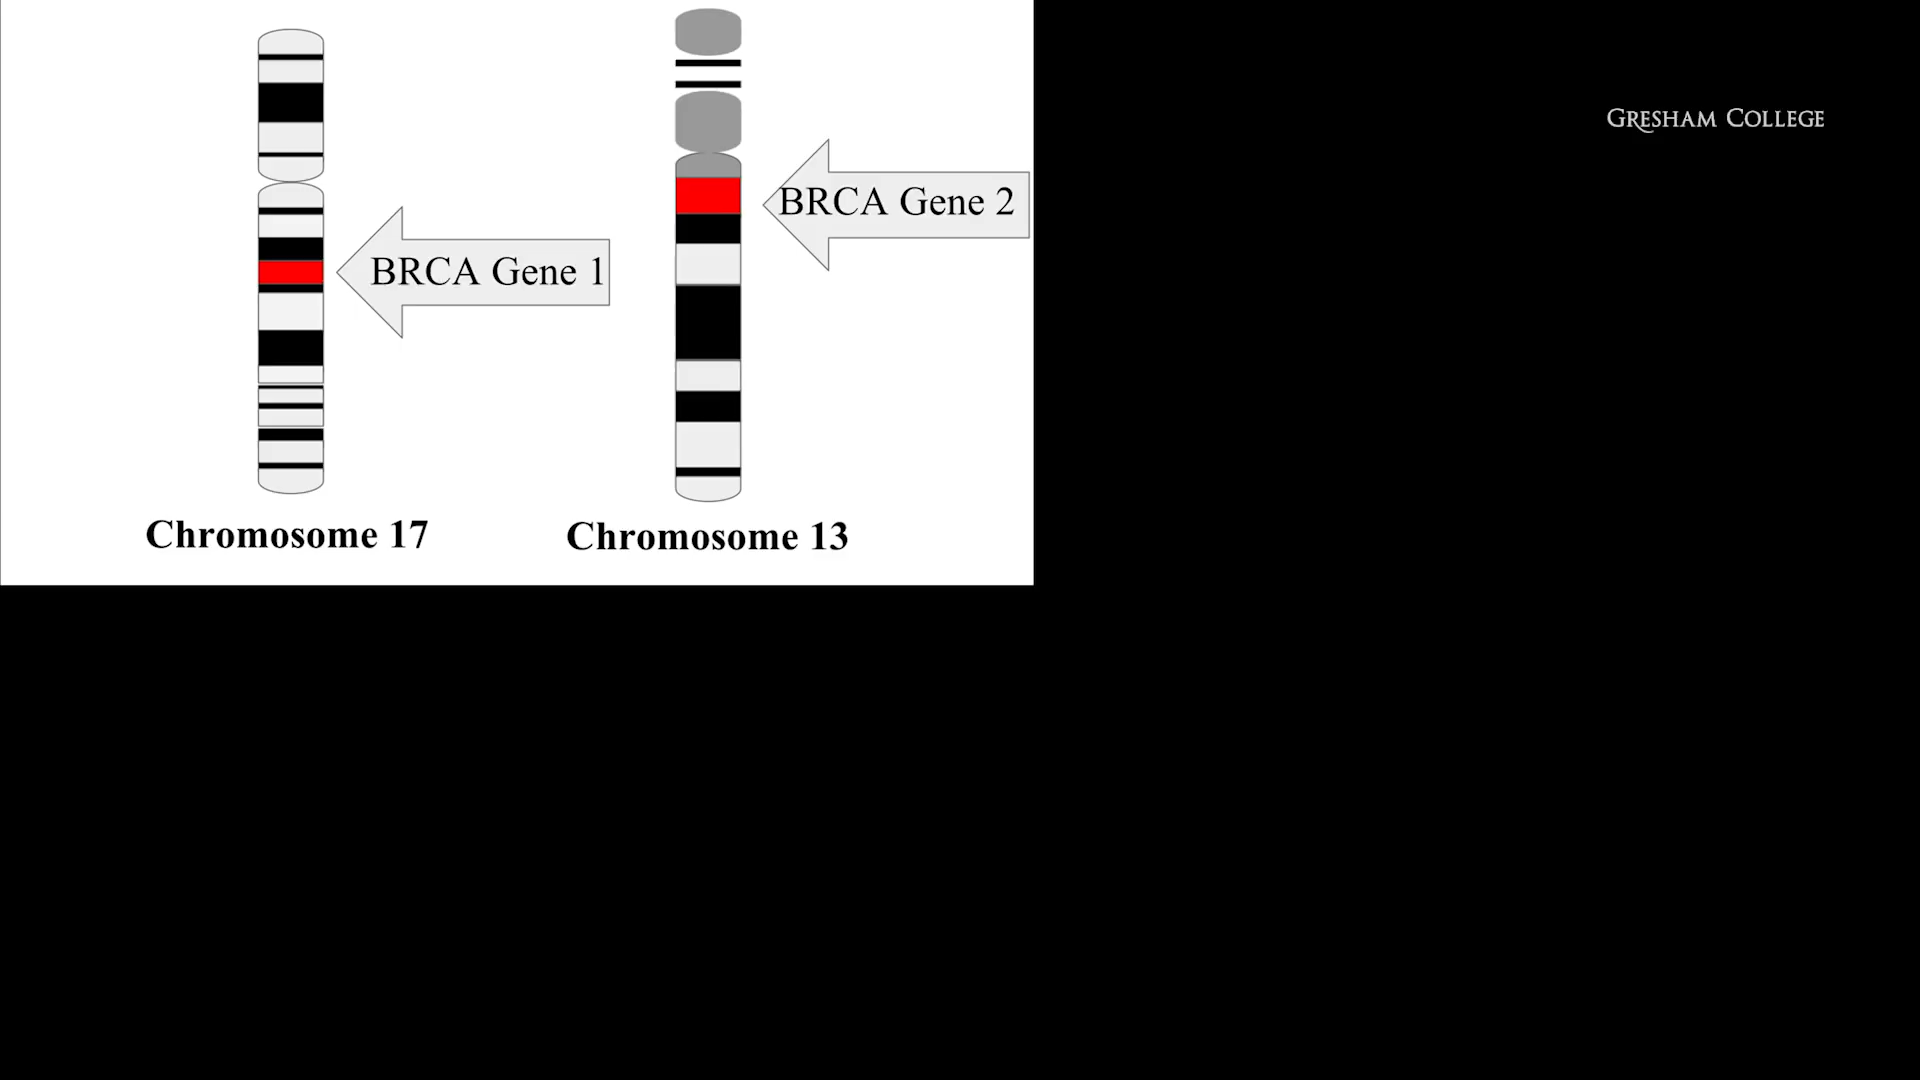 BRCA Gene 1
BRCA Gene 2
Chromosome 17
Chromosome 13
GRESHAM COLLEGE